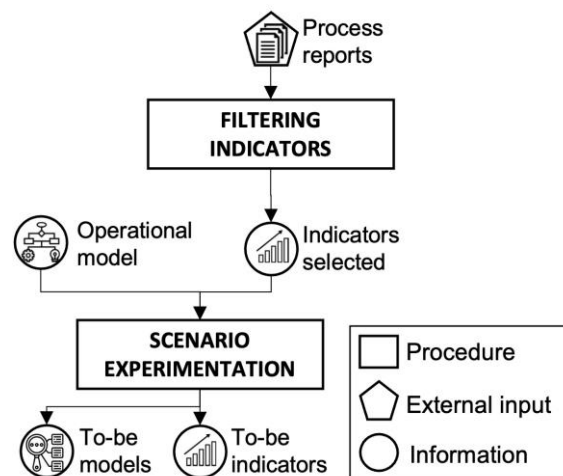 Process
reports
FILTERING
INDICATORS
Operational
model
Indicators
selected
SCENARIO
EXPERIMENTATION
To-be
models
To-be
indicators
Procedure
External input
Information